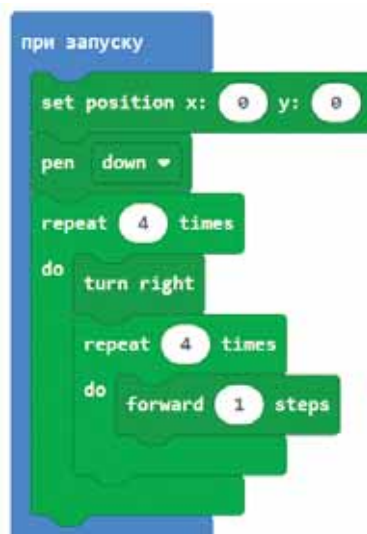 при запуску
set position x: 0 y: 0
pen down
repeat 4 times
do
turn right
repeat 4 times
do
forward 1 steps